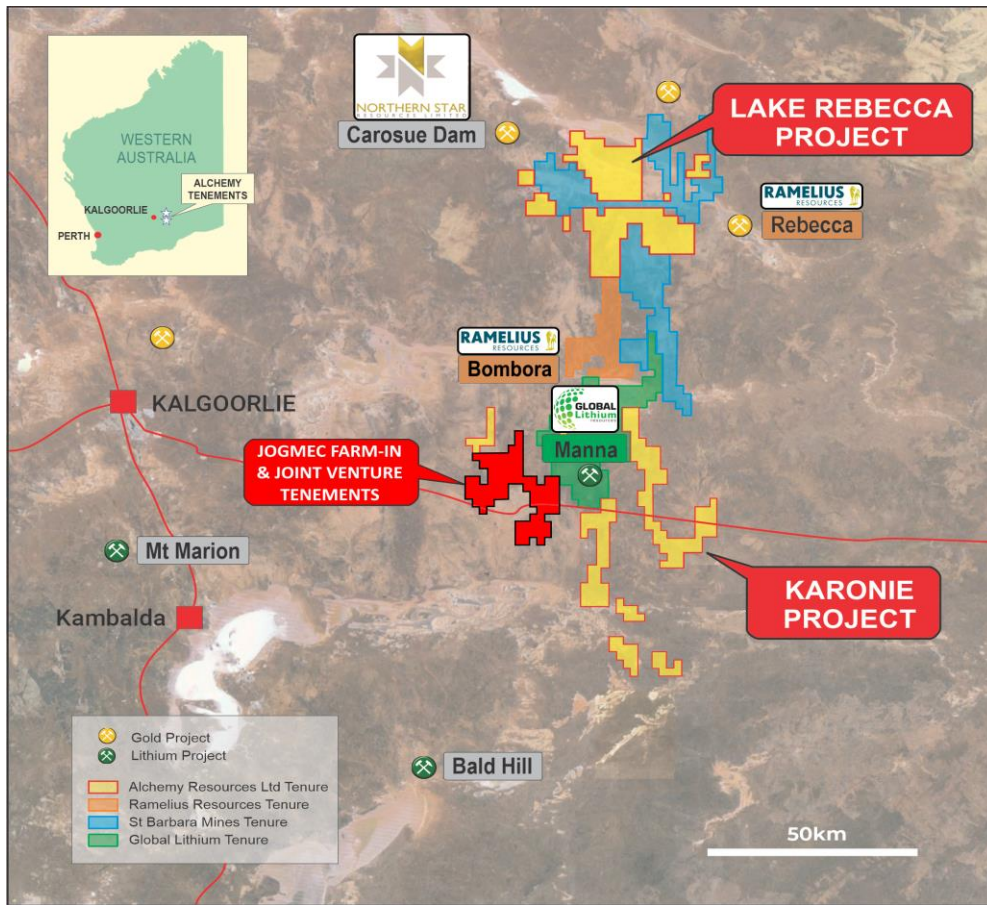 WESTERN
AUSTRALIA
ALCHEMY
TENEMENTS
KALGOORLIE
PERTH
NORTHERN STAR
RESOURCES LIMITED
Carosue Dam
LAKE REBECCA
PROJECT
RAMELIUS
RESOURCES
Rebecca
RAMELIUS
RESOURCES
Bombora
GLOBAL
Lithium
RESOURCES
Manna
KALGOORLIE
JOGMEC FARM-IN
& JOINT VENTURE
TENEMENTS
Mt Marion
Kambalda
KARONIE
PROJECT
Bald Hill
Gold Project
Lithium Project
Alchemy Resources Ltd Tenure
Ramelius Resources Tenure
St Barbara Mines Tenure
Global Lithium Tenure
50km